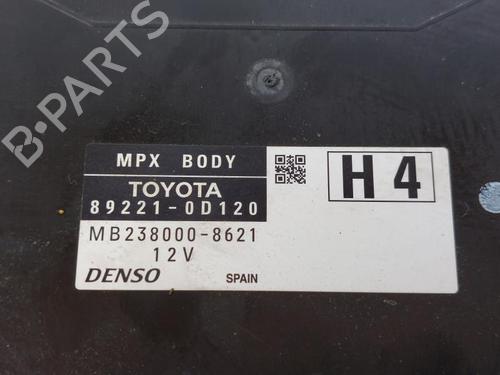 B-PARTS
MPX BODY
TOYOTA
89221-0D120
H4
MB238000-8621
12V
DENSO
SPAIN